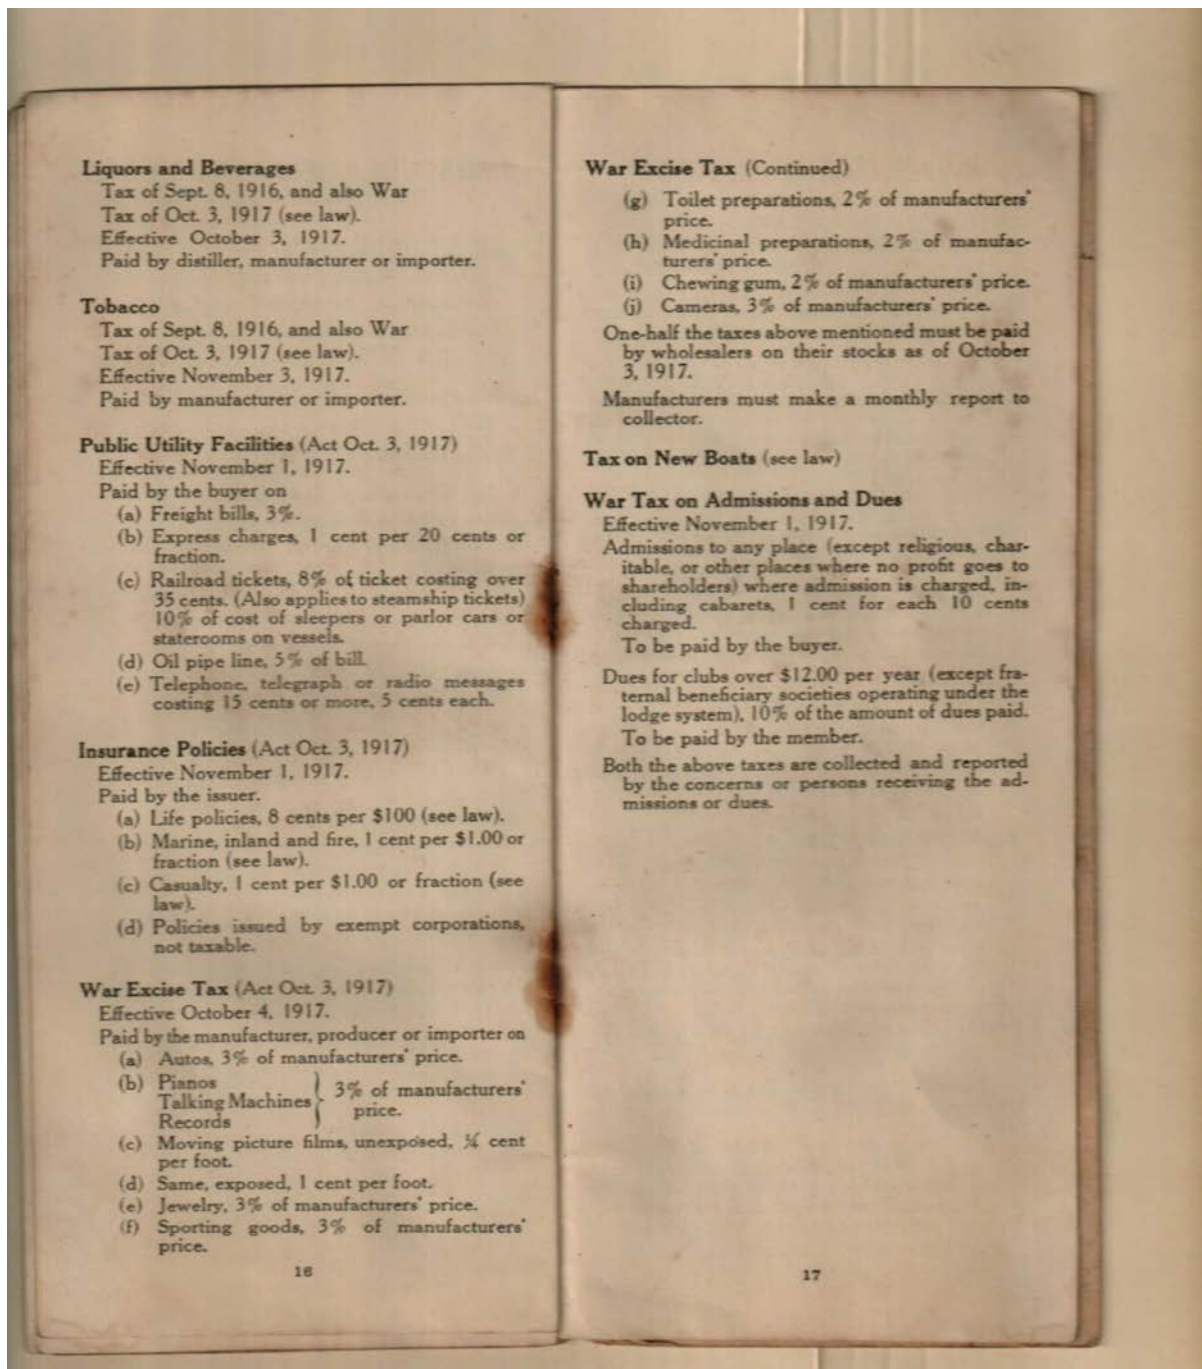 Liquors and Beverages
Tax of Sept. 8, 1916, and also War
Tax of Oct. 3, 1917 (see law).
Effective October 3, 1917.
Paid by distiller, manufacturer or importer.
Tobacco
Tax of Sept. 8, 1916, and also War
Tax of Oct. 3, 1917 (see law).
Effective November 3, 1917.
Paid by manufacturer or importer.
Public Utility Facilities (Act Oct. 3, 1917)
Effective November 1, 1917.
Paid by the buyer on
(a) Freight bills, 3%.
(b) Express charges, 1 cent per 20 cents or
fraction.
(c) Railroad tickets, 8% of ticket costing over
35 cents. (Also applies to steamship tickets)
10% of cost of sleepers or parlor cars or
staterooms on vessels.
(d) Oil pipe line, 5% of bill.
(e) Telephone, telegraph or radio messages
costing 15 cents or more, 5 cents each.
Insurance Policies (Act Oct. 3, 1917)
Effective November 1, 1917.
Paid by the issuer.
(a) Life policies, 8 cents per $100 (see law).
(b) Marine, inland and fire, 1 cent per $1.00 or
fraction (see law).
(c) Casualty, 1 cent per $1.00 or fraction (see
law).
(d) Policies issued by exempt corporations,
not taxable.
War Excise Tax (Act Oct. 3, 1917)
Effective October 4, 1917.
Paid by the manufacturer, producer or importer on
(a) Autos, 3% of manufacturers' price.
(b) Pianos
Talking Machines } 3% of manufacturers'
Records price.
(c) Moving picture films, unexposed, ¼ cent
per foot.
(d) Same, exposed, 1 cent per foot.
(e) Jewelry, 3% of manufacturers' price.
(f) Sporting goods, 3% of manufacturers'
price.
16
War Excise Tax (Continued)
(g) Toilet preparations, 2% of manufacturers'
price.
(h) Medicinal preparations, 2% of manufac-
turers' price.
(i) Chewing gum, 2% of manufacturers' price.
(j) Cameras, 3% of manufacturers' price.
One-half the taxes above mentioned must be paid
by wholesalers on their stocks as of October
3, 1917.
Manufacturers must make a monthly report to
collector.
Tax on New Boats (see law)
War Tax on Admissions and Dues
Effective November 1, 1917.
Admissions to any place (except religious, char-
itable, or other places where no profit goes to
shareholders) where admission is charged, in-
cluding cabarets, 1 cent for each 10 cents
charged.
To be paid by the buyer.
Dues for clubs over $12.00 per year (except fra-
ternal beneficiary societies operating under the
lodge system), 10% of the amount of dues paid.
To be paid by the member.
Both the above taxes are collected and reported
by the concerns or persons receiving the ad-
missions or dues.
17